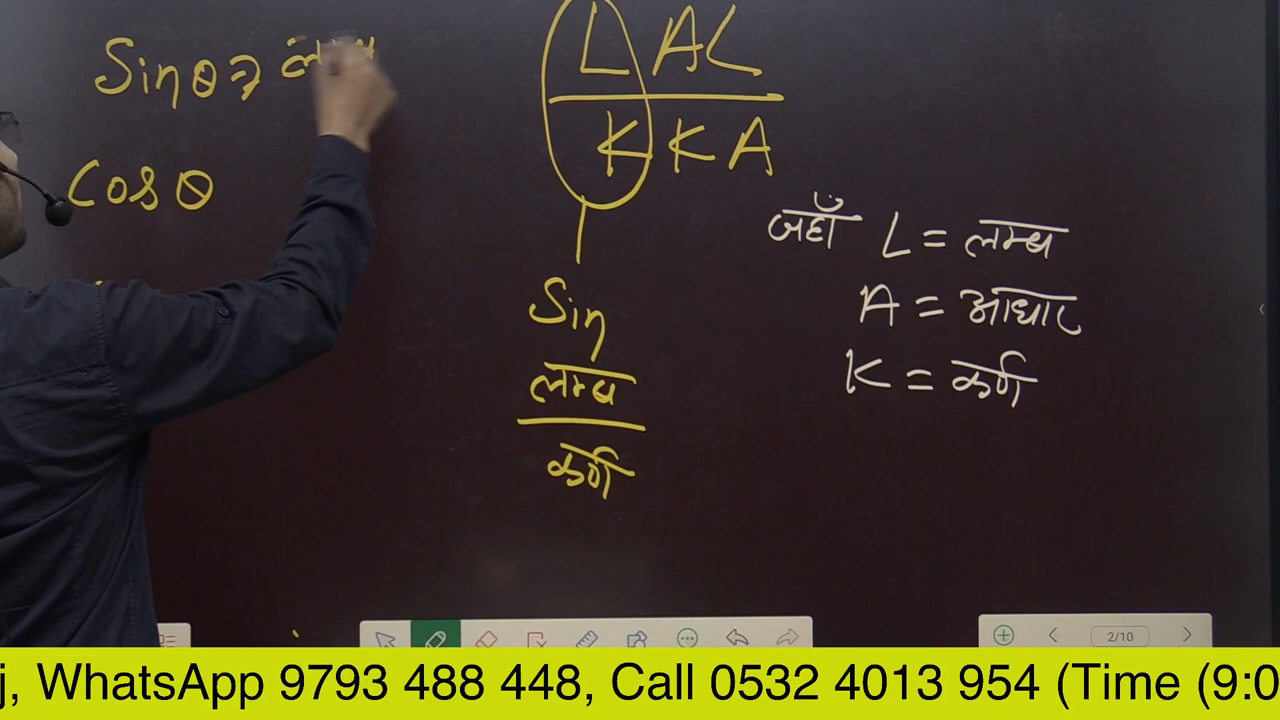 Sinθ = लम्ब
Cosθ
L AL
K KA
Sin
लम्ब
कर्ण
जहाँ L = लम्ब
A = आधार
K = कर्ण
2/10
j, WhatsApp 9793 488 448, Call 0532 4013 954 (Time (9:0